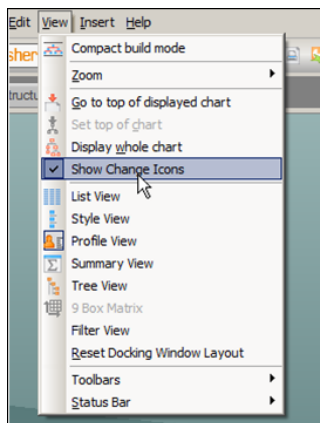 Edit View Insert Help
sher
Compact build mode
Zoom
tructu
Go to top of displayed chart
Set top of chart
Display whole chart
Show Change Icons
List View
Style View
Profile View
Summary View
Tree View
9 Box Matrix
Filter View
Reset Docking Window Layout
Toolbars
Status Bar